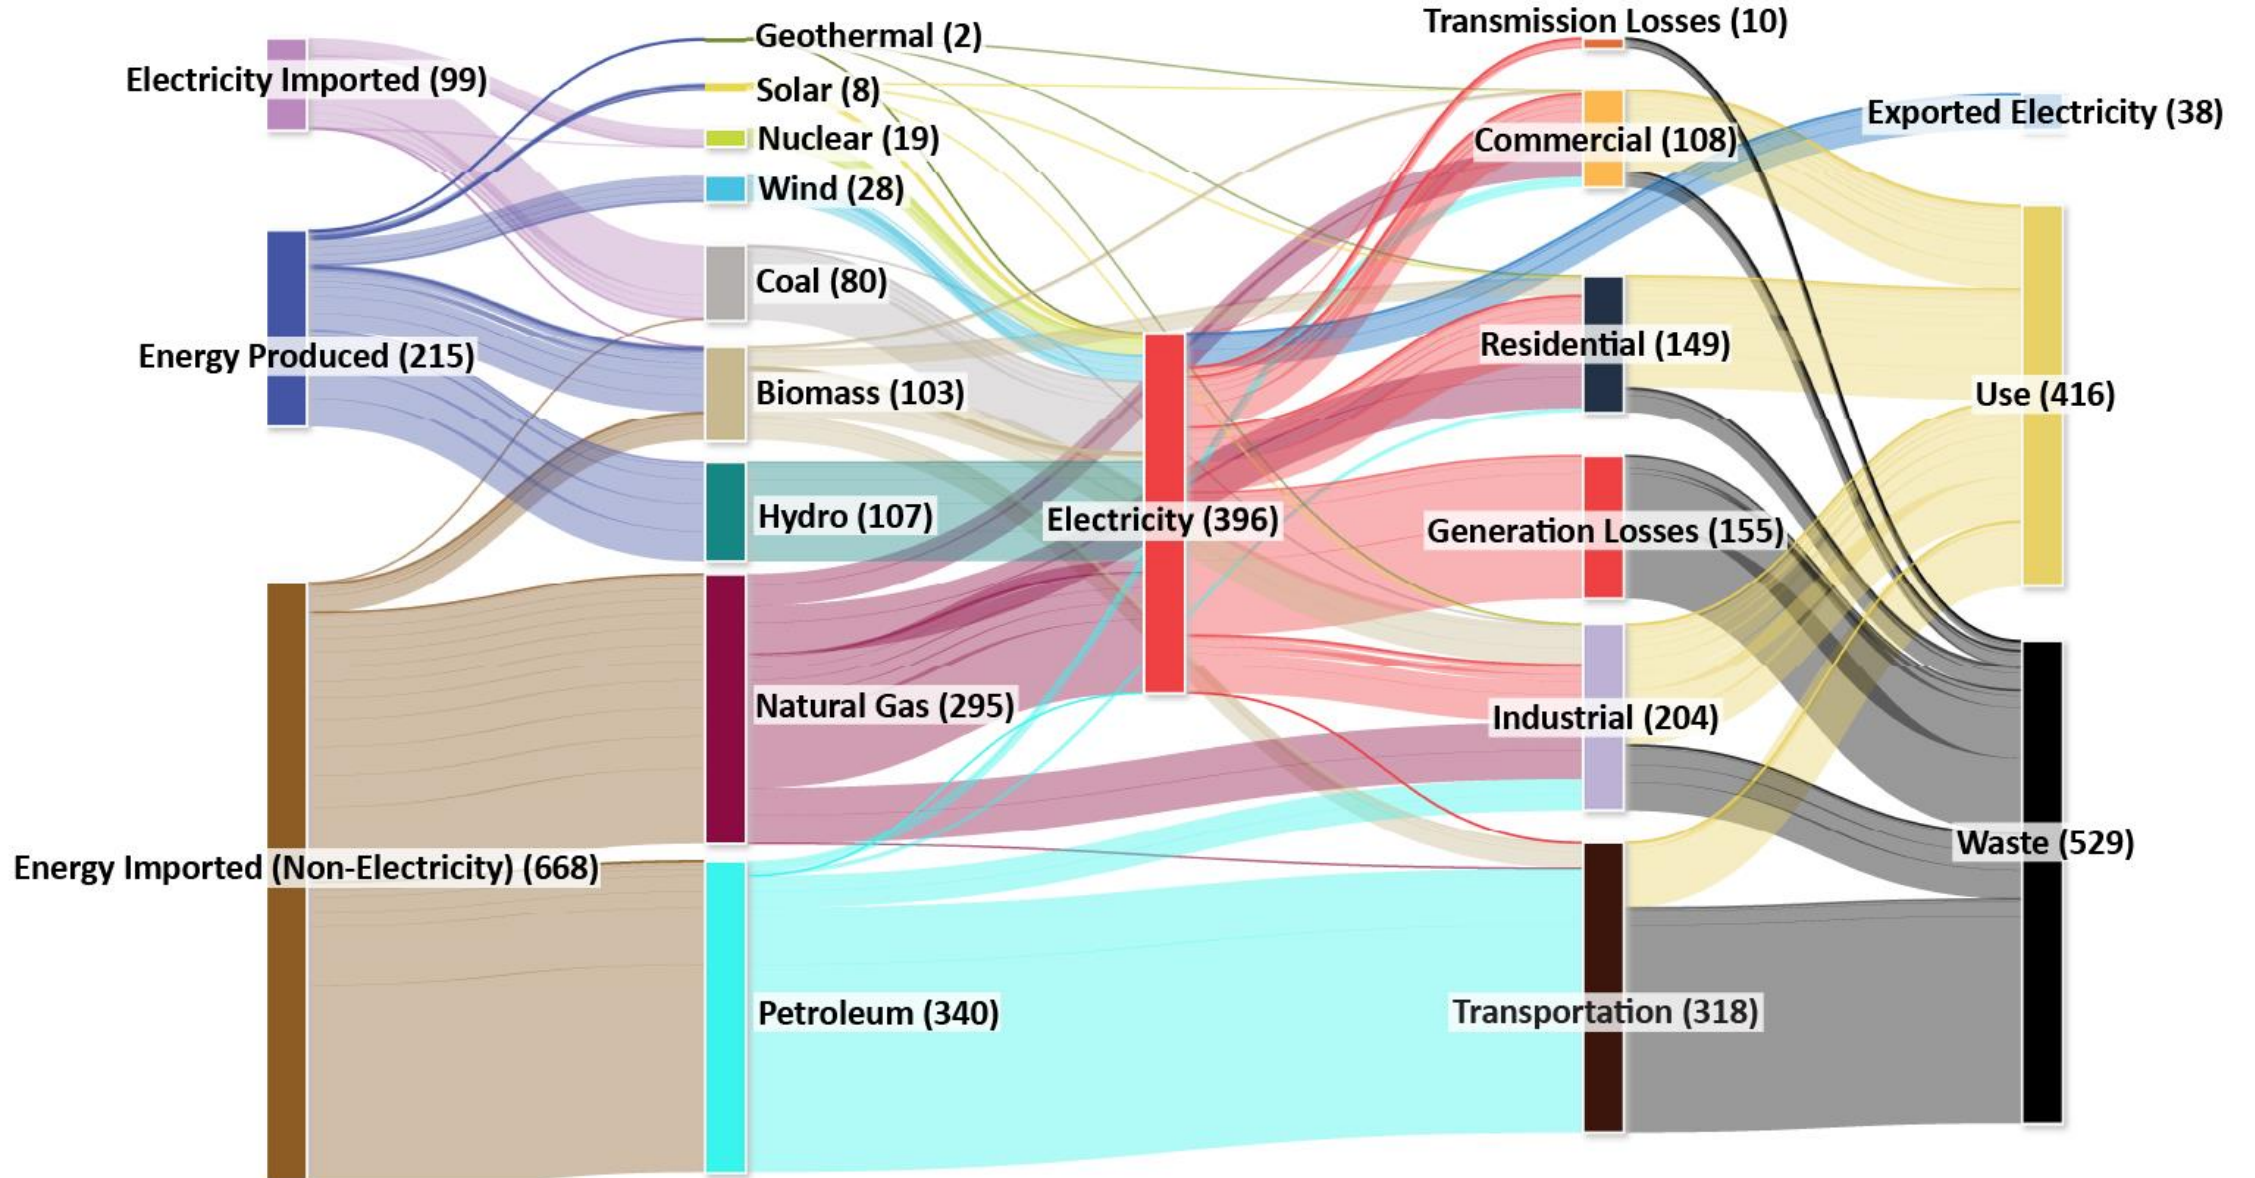 Electricity Imported (99)
Energy Produced (215)
Energy Imported (Non-Electricity) (668)
Geothermal (2)
Solar (8)
Nuclear (19)
Wind (28)
Coal (80)
Biomass (103)
Hydro (107)
Natural Gas (295)
Petroleum (340)
Electricity (396)
Transmission Losses (10)
Commercial (108)
Residential (149)
Generation Losses (155)
Industrial (204)
Transportation (318)
Exported Electricity (38)
Use (416)
Waste (529)